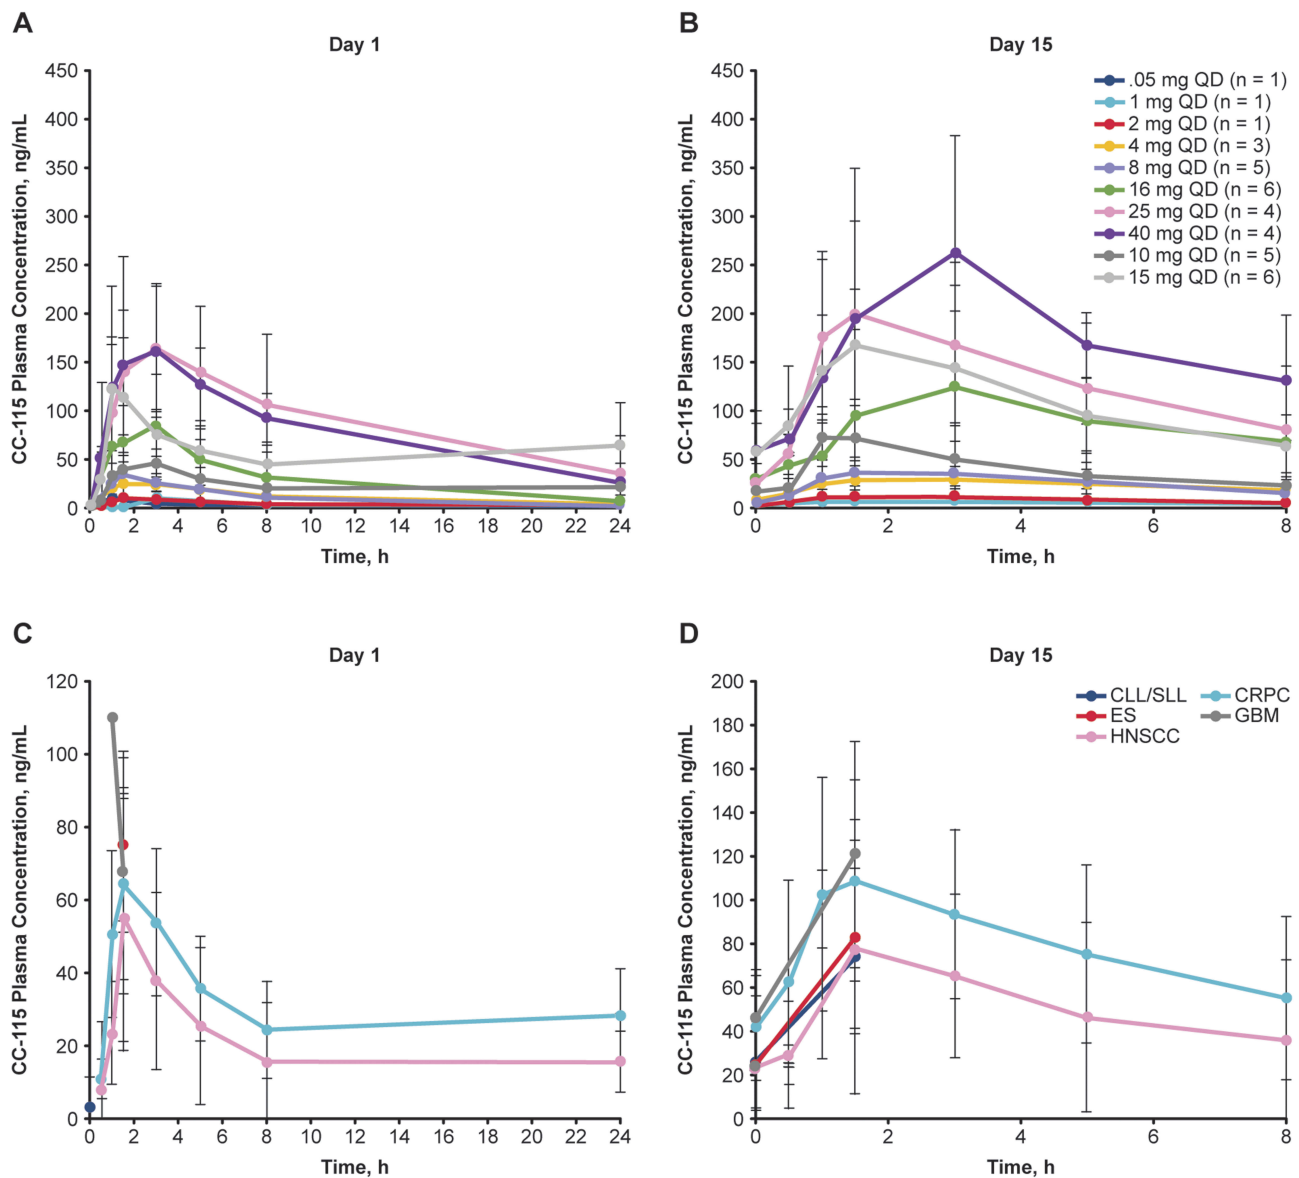 A
Day 1
CC-115 Plasma Concentration, ng/mL
450
400
350
300
250
200
150
100
50
0
0 2 4 6 8 10 12 14 16 18 20 22 24
Time, h
B
Day 15
CC-115 Plasma Concentration, ng/mL
450
400
350
300
250
200
150
100
50
0
0 2 4 6 8
Time, h
.05 mg QD (n = 1)
1 mg QD (n = 1)
2 mg QD (n = 1)
4 mg QD (n = 3)
8 mg QD (n = 5)
16 mg QD (n = 6)
25 mg QD (n = 4)
40 mg QD (n = 4)
10 mg QD (n = 5)
15 mg QD (n = 6)
C
Day 1
CC-115 Plasma Concentration, ng/mL
120
100
80
60
40
20
0
0 2 4 6 8 10 12 14 16 18 20 22 24
Time, h
D
Day 15
CC-115 Plasma Concentration, ng/mL
200
180
160
140
120
100
80
60
40
20
0
0 2 4 6 8
Time, h
CLL/SLL CRPC
ES GBM
HNSCC